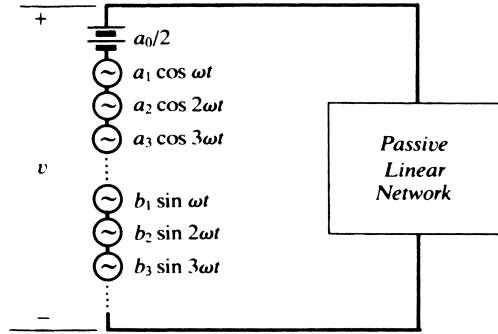 +
a₀/2
a₁ cos ωt
a₂ cos 2ωt
a₃ cos 3ωt
v
b₁ sin ωt
b₂ sin 2ωt
b₃ sin 3ωt
−
Passive
Linear
Network